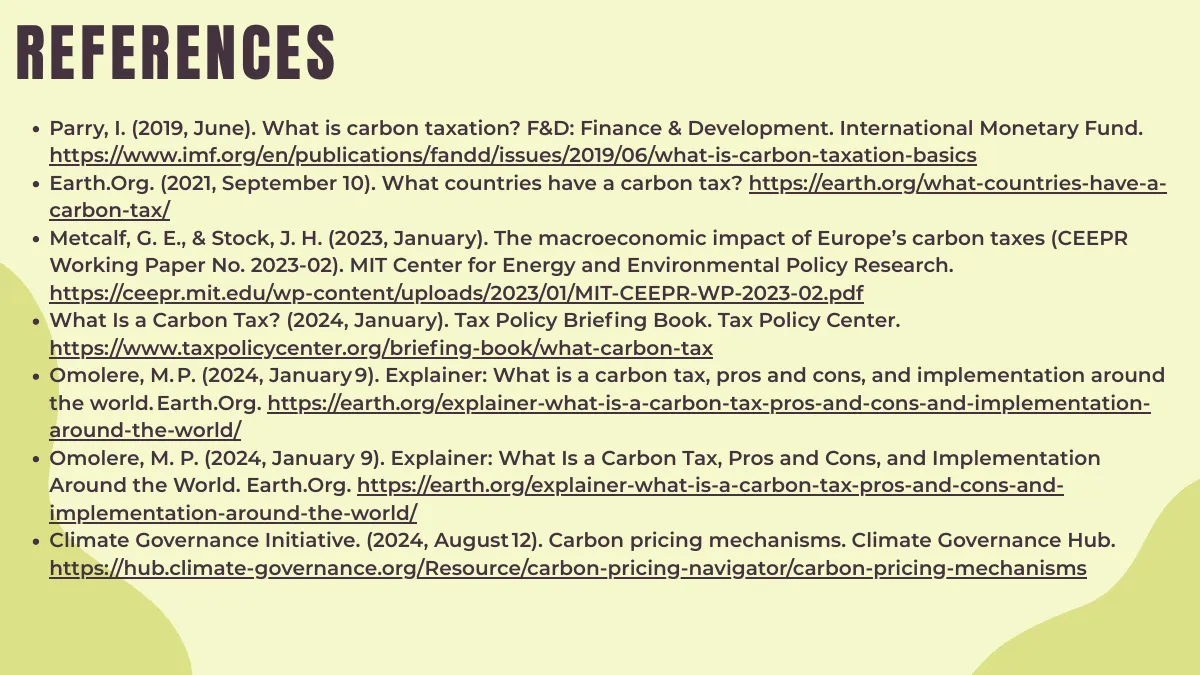 REFERENCES
• Parry, I. (2019, June). What is carbon taxation? F&D: Finance & Development. International Monetary Fund.
https://www.imf.org/en/publications/fandd/issues/2019/06/what-is-carbon-taxation-basics
• Earth.Org. (2021, September 10). What countries have a carbon tax? https://earth.org/what-countries-have-a-
carbon-tax/
• Metcalf, G. E., & Stock, J. H. (2023, January). The macroeconomic impact of Europe’s carbon taxes (CEEPR
Working Paper No. 2023-02). MIT Center for Energy and Environmental Policy Research.
https://ceepr.mit.edu/wp-content/uploads/2023/01/MIT-CEEPR-WP-2023-02.pdf
• What Is a Carbon Tax? (2024, January). Tax Policy Briefing Book. Tax Policy Center.
https://www.taxpolicycenter.org/briefing-book/what-carbon-tax
• Omolere, M. P. (2024, January 9). Explainer: What is a carbon tax, pros and cons, and implementation around
the world. Earth.Org. https://earth.org/explainer-what-is-a-carbon-tax-pros-and-cons-and-implementation-
around-the-world/
• Omolere, M. P. (2024, January 9). Explainer: What Is a Carbon Tax, Pros and Cons, and Implementation
Around the World. Earth.Org. https://earth.org/explainer-what-is-a-carbon-tax-pros-and-cons-and-
implementation-around-the-world/
• Climate Governance Initiative. (2024, August 12). Carbon pricing mechanisms. Climate Governance Hub.
https://hub.climate-governance.org/Resource/carbon-pricing-navigator/carbon-pricing-mechanisms